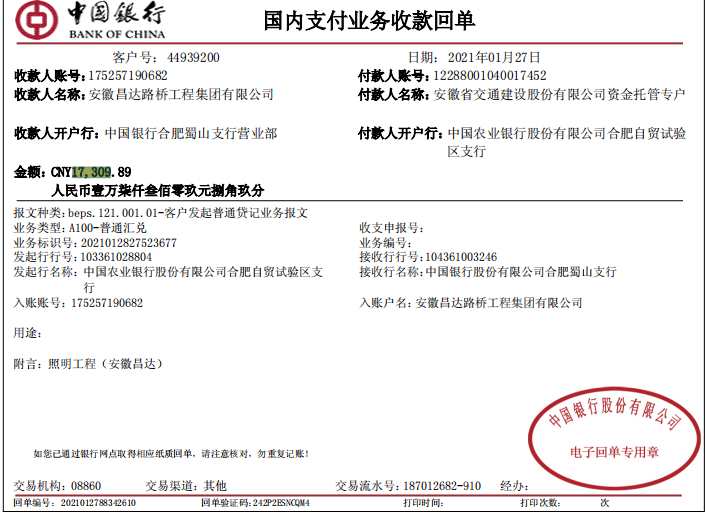 中国银行
BANK OF CHINA
国内支付业务收款回单
客户号：44939200 日期：2021年01月27日
收款人账号：175257190682 付款人账号：12288001040017452
收款人名称：安徽昌达路桥工程集团有限公司 付款人名称：安徽省交通建设股份有限公司资金托管专户
收款人开户行：中国银行合肥蜀山支行营业部 付款人开户行：中国农业银行股份有限公司合肥自贸试验
区支行
金额：CNY17,309.89
人民币壹万柒仟叁佰零玖元捌角玖分
报文种类：beps.121.001.01-客户发起普通贷记业务报文
业务类型：A100-普通汇兑 收支申报号：
业务标识号：2021012827523677 业务编号：
发起行行号：103361028804 接收行行号：104361003246
发起行名称：中国农业银行股份有限公司合肥自贸试验区支 接收行名称：中国银行股份有限公司合肥蜀山支行
行
入账账号：175257190682 入账户名：安徽昌达路桥工程集团有限公司
用途：
附言：照明工程（安徽昌达）
中国银行股份有限公司
电子回单专用章
如您已通过银行网点取得相应纸质回单，请注意核对，勿重复记账！
交易机构：08860 交易渠道：其他 交易流水号：187012682-910 经办：
回单编号：2021012788342610 回单验证码：242P2ESNCQM4 打印时间： 打印次数： 次